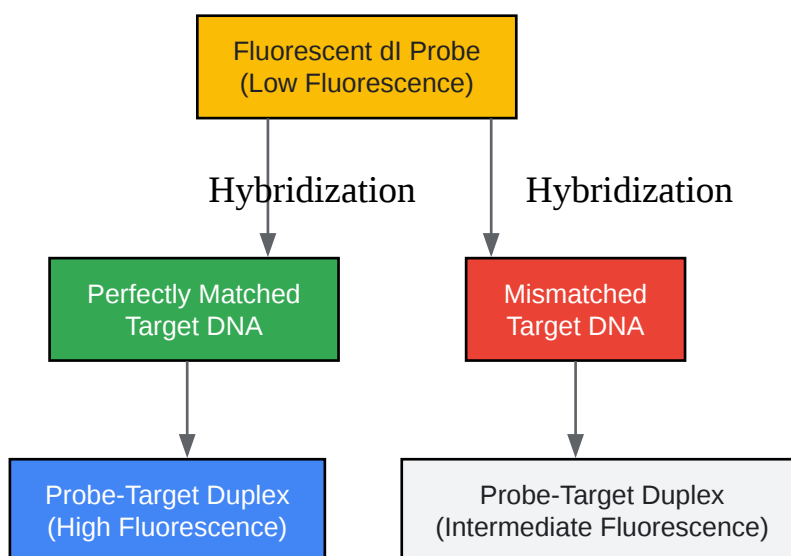 Fluorescent dI Probe
(Low Fluorescence)
Hybridization
Hybridization
Perfectly Matched
Target DNA
Mismatched
Target DNA
Probe-Target Duplex
(High Fluorescence)
Probe-Target Duplex
(Intermediate Fluorescence)